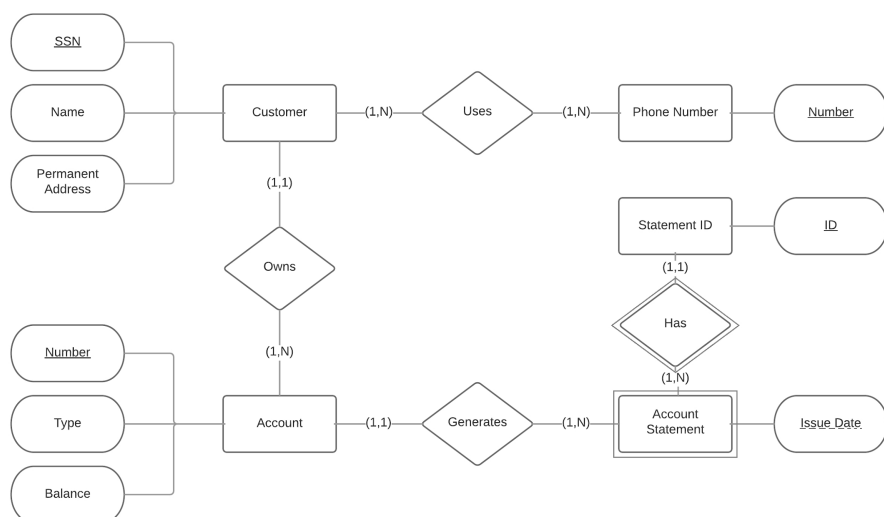 SSN
Name
Permanent
Address
Customer
(1,N)
Uses
(1,N)
Phone Number
Number
(1,1)
Owns
(1,N)
Statement ID
ID
(1,1)
Has
(1,N)
Number
Type
Balance
Account
(1,1)
Generates
(1,N)
Account
Statement
Issue Date